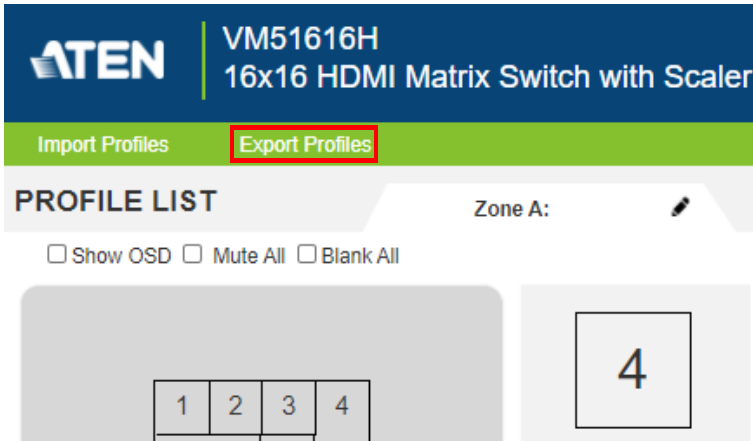 ATEN
VM51616H
16x16 HDMI Matrix Switch with Scaler
Import Profiles Export Profiles
PROFILE LIST Zone A:
Show OSD Mute All Blank All
4
1 2 3 4